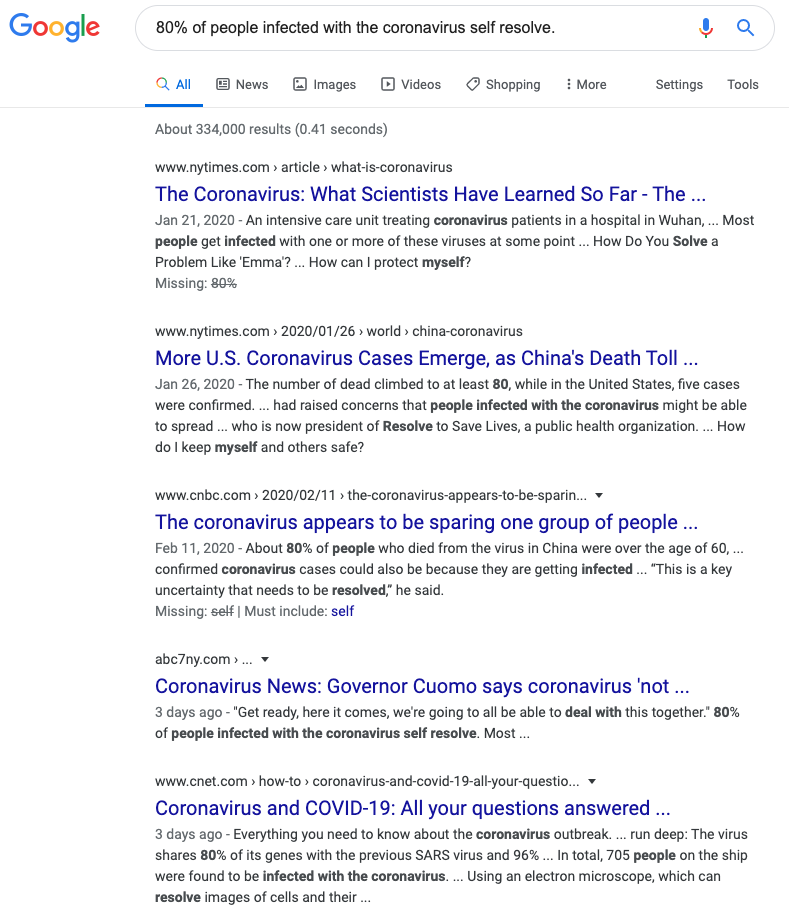 Google
80% of people infected with the coronavirus self resolve.
All News Images Videos Shopping More Settings Tools
About 334,000 results (0.41 seconds)
www.nytimes.com › article › what-is-coronavirus
The Coronavirus: What Scientists Have Learned So Far - The ...
Jan 21, 2020 - An intensive care unit treating coronavirus patients in a hospital in Wuhan, ... Most
people get infected with one or more of these viruses at some point ... How Do You Solve a
Problem Like 'Emma'? ... How can I protect myself?
Missing: 80%
www.nytimes.com › 2020/01/26 › world › china-coronavirus
More U.S. Coronavirus Cases Emerge, as China's Death Toll ...
Jan 26, 2020 - The number of dead climbed to at least 80, while in the United States, five cases
were confirmed. ... had raised concerns that people infected with the coronavirus might be able
to spread ... who is now president of Resolve to Save Lives, a public health organization. ... How
do I keep myself and others safe?
www.cnbc.com › 2020/02/11 › the-coronavirus-appears-to-be-sparin...
The coronavirus appears to be sparing one group of people ...
Feb 11, 2020 - About 80% of people who died from the virus in China were over the age of 60, ...
confirmed coronavirus cases could also be because they are getting infected ... “This is a key
uncertainty that needs to be resolved,” he said.
Missing: self | Must include: self
abc7ny.com › ...
Coronavirus News: Governor Cuomo says coronavirus 'not ...
3 days ago - "Get ready, here it comes, we're going to all be able to deal with this together." 80%
of people infected with the coronavirus self resolve. Most ...
www.cnet.com › how-to › coronavirus-and-covid-19-all-your-questio...
Coronavirus and COVID-19: All your questions answered ...
3 days ago - Everything you need to know about the coronavirus outbreak. ... run deep: The virus
shares 80% of its genes with the previous SARS virus and 96% ... In total, 705 people on the ship
were found to be infected with the coronavirus. ... Using an electron microscope, which can
resolve images of cells and their ...